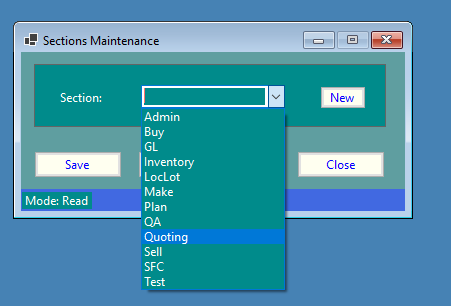 Sections Maintenance
Section:
New
Admin
Buy
GL
Inventory
LocLot
Make
Plan
QA
Quoting
Sell
SFC
Test
Save
Close
Mode: Read